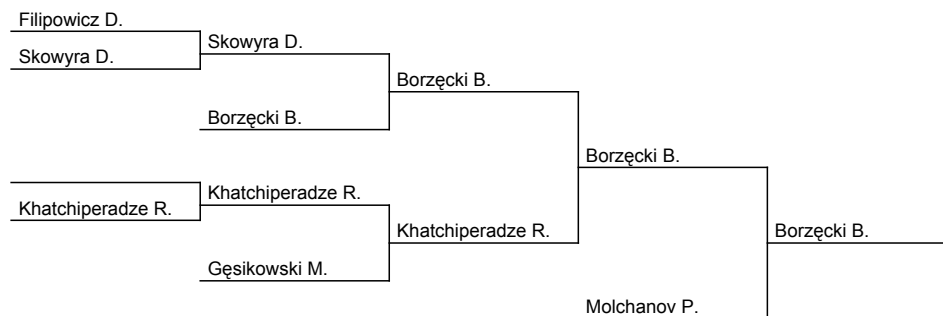 Filipowicz D.
Skowyra D.
Skowyra D.
Borzęcki B.
Borzęcki B.
Borzęcki B.
Khatchiperadze R.
Khatchiperadze R.
Khatchiperadze R.
Borzęcki B.
Gęsikowski M.
Molchanov P.